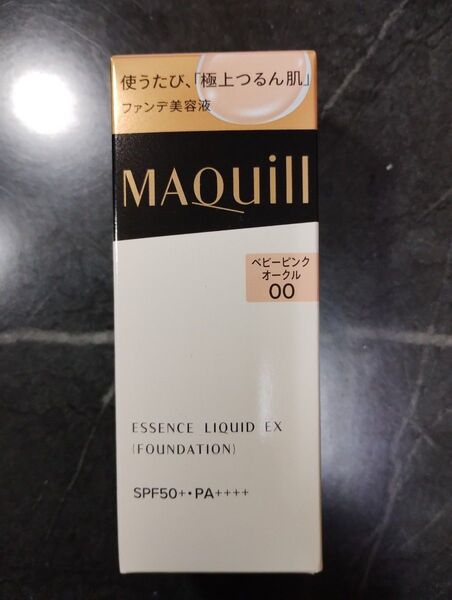 使うたび、「極上つるん肌」
ファンデ美容液
MAQuill
ベビーピンク
オークル
00
ESSENCE LIQUID EX
(FOUNDATION)
SPF50+・PA++++